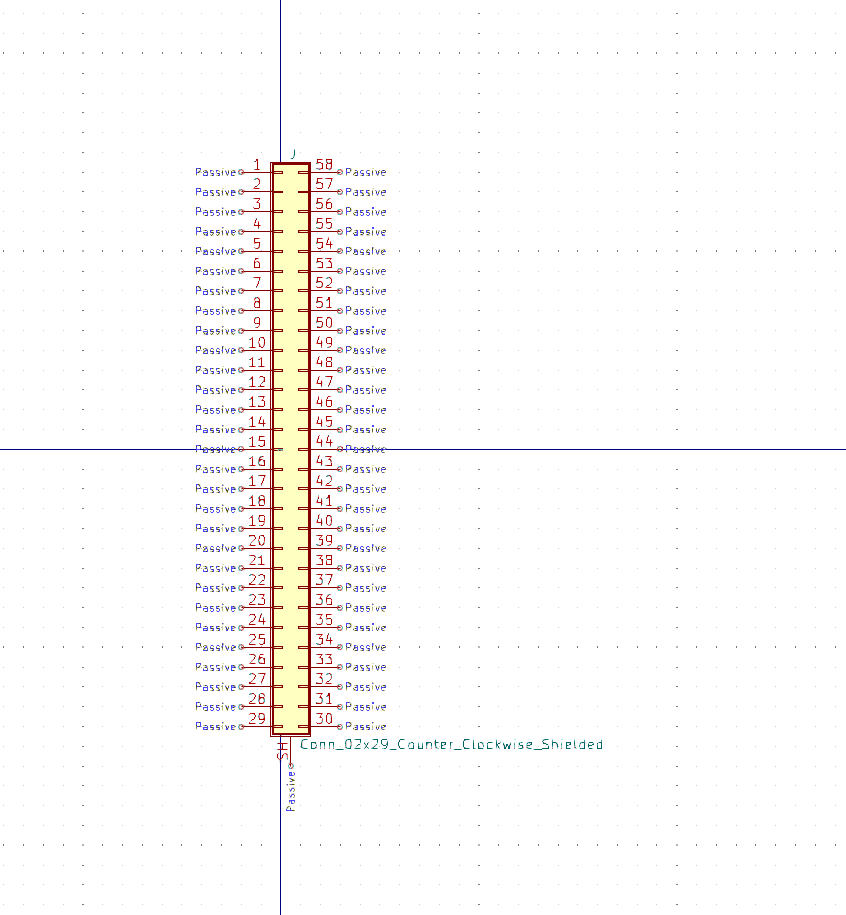 J
Passive 1 58 Passive
Passive 2 57 Passive
Passive 3 56 Passive
Passive 4 55 Passive
Passive 5 54 Passive
Passive 6 53 Passive
Passive 7 52 Passive
Passive 8 51 Passive
Passive 9 50 Passive
Passive 10 49 Passive
Passive 11 48 Passive
Passive 12 47 Passive
Passive 13 46 Passive
Passive 14 45 Passive
Passive 15 44 Passive
Passive 16 43 Passive
Passive 17 42 Passive
Passive 18 41 Passive
Passive 19 40 Passive
Passive 20 39 Passive
Passive 21 38 Passive
Passive 22 37 Passive
Passive 23 36 Passive
Passive 24 35 Passive
Passive 25 34 Passive
Passive 26 33 Passive
Passive 27 32 Passive
Passive 28 31 Passive
Passive 29 30 Passive
Conn_02x29_Counter_Clockwise_Shielded
SH
Passive